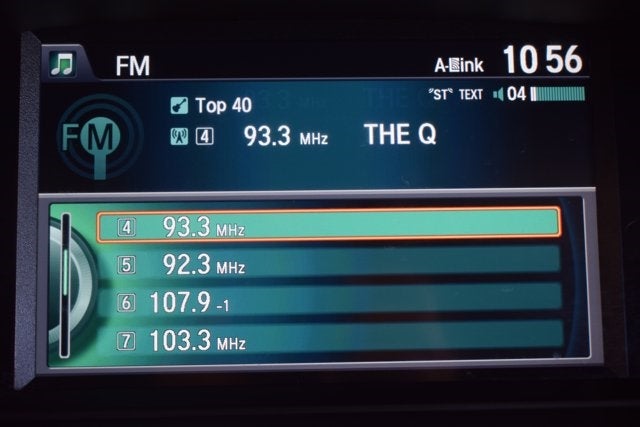 FM A-Link 10 56
"ST" TEXT 04
Top 40
FM 4 93.3 MHz THE Q
4 93.3 MHz
5 92.3 MHz
6 107.9 -1
7 103.3 MHz